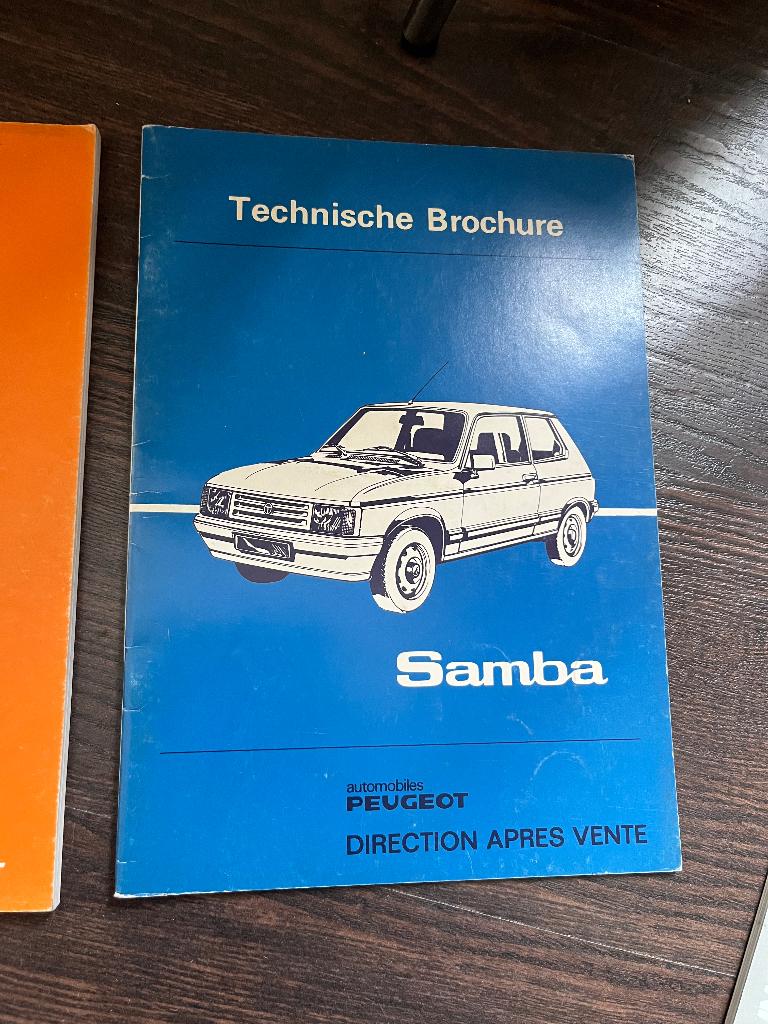 Technische Brochure
Samba
automobiles
PEUGEOT
DIRECTION APRES VENTE